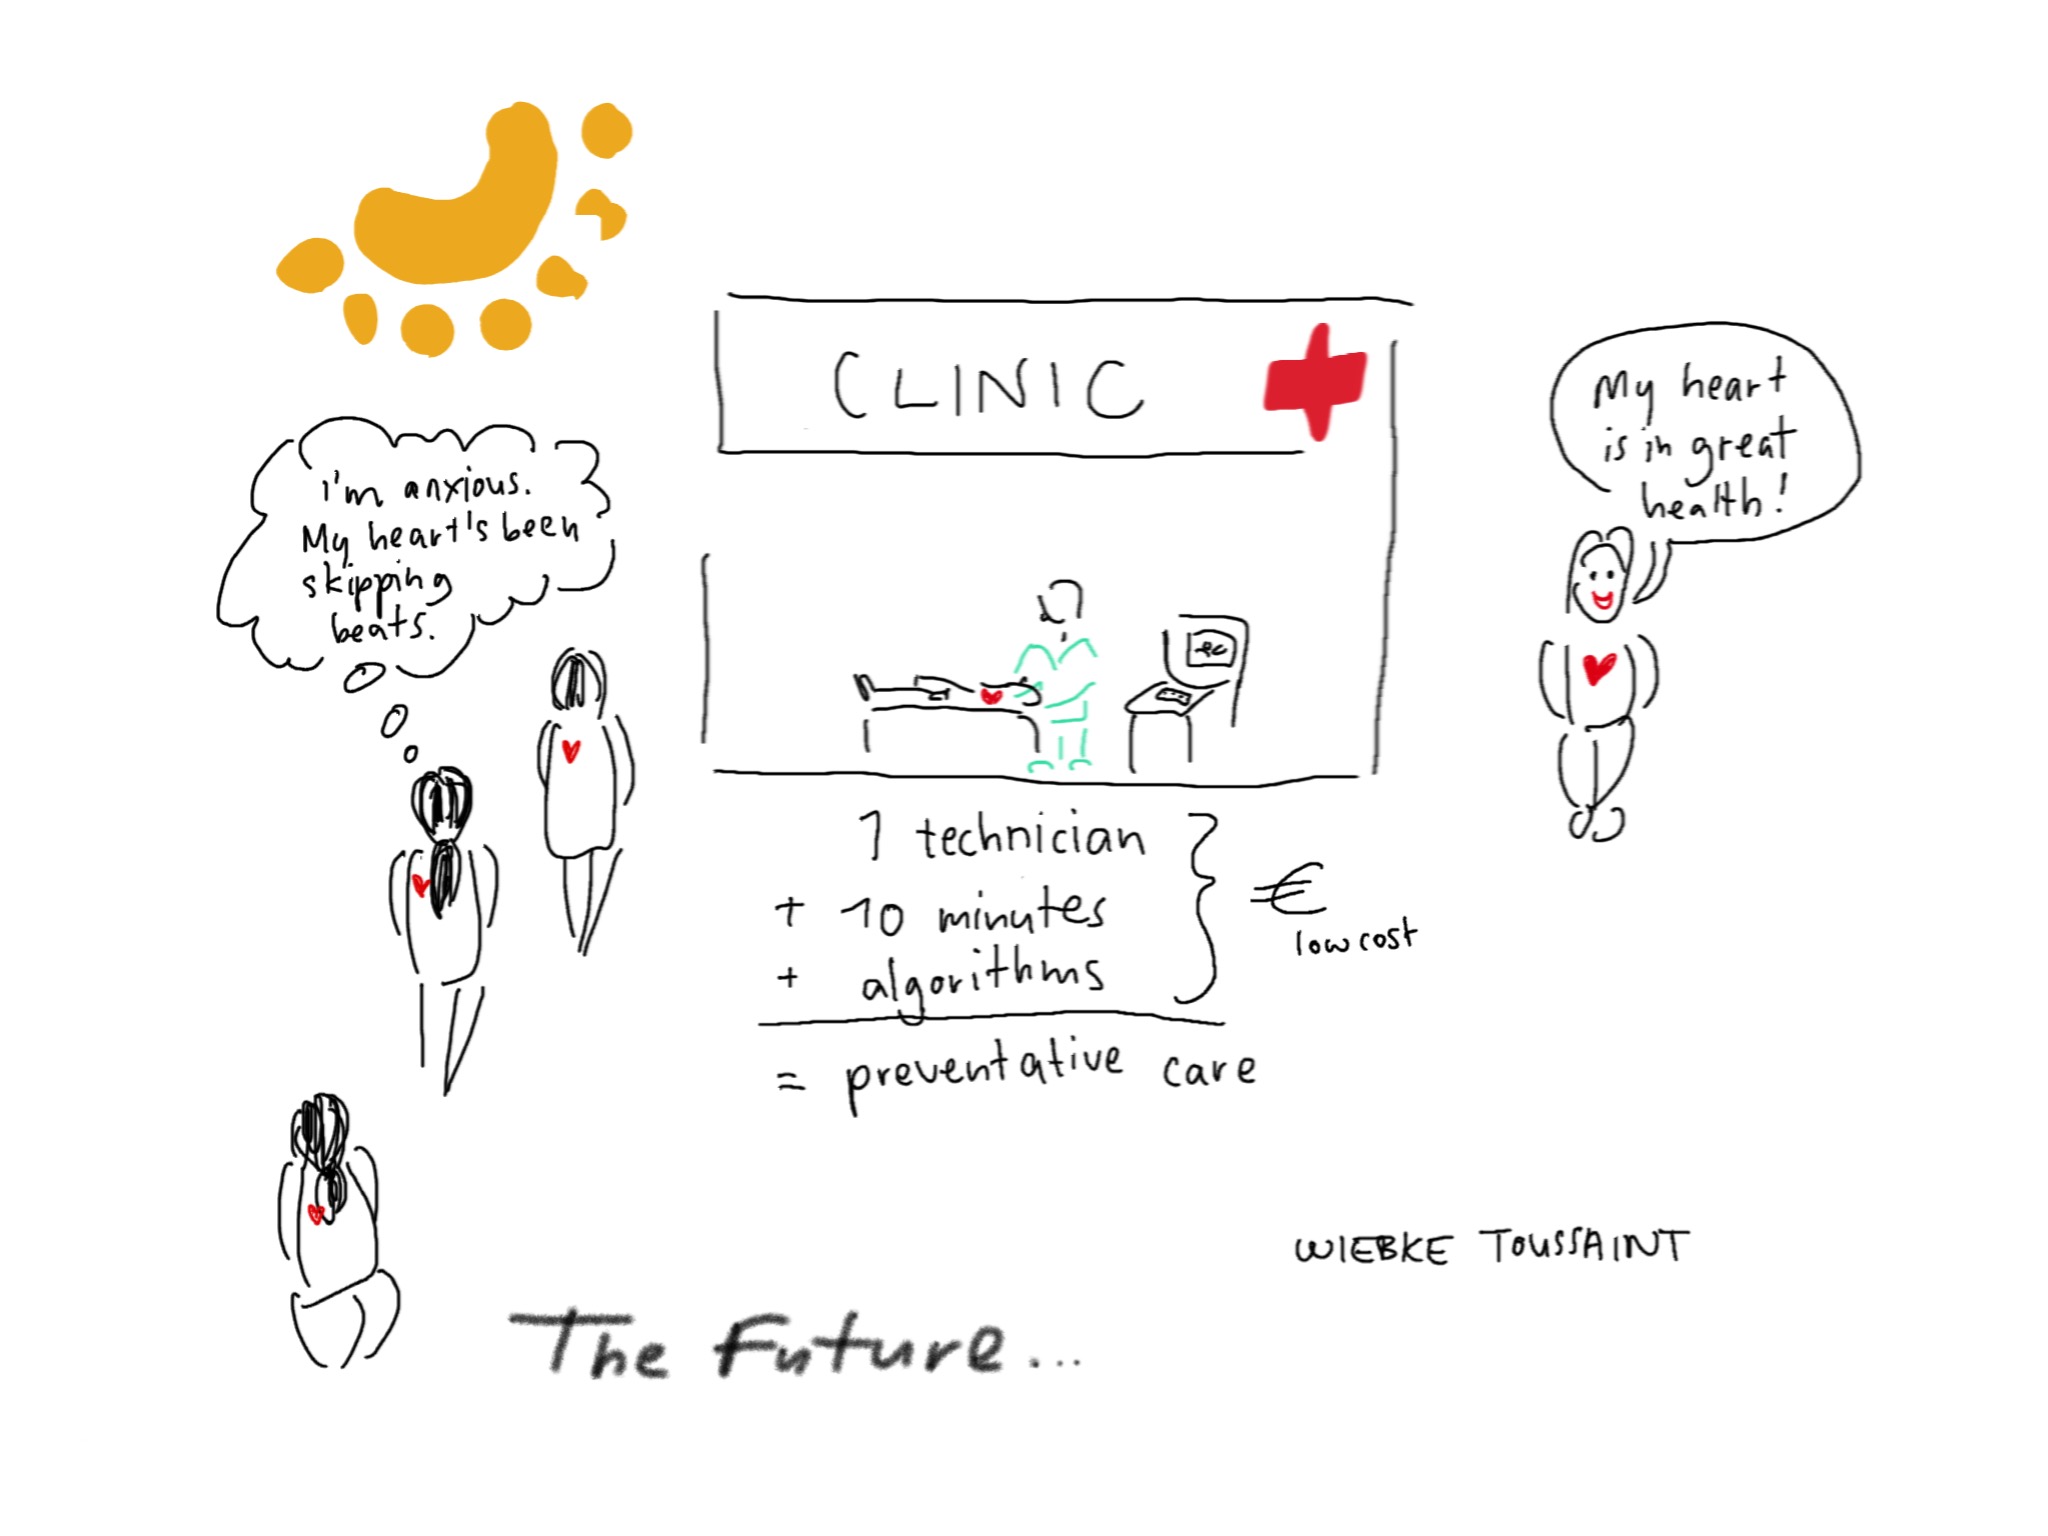 CLINIC
i'm anxious.
My heart's been
skipping
beats.
My heart
is in great
health!
1 technician
+ 10 minutes
+ algorithms
= preventative care
€
low cost
WIEBKE TOUSSAINT
The Future...